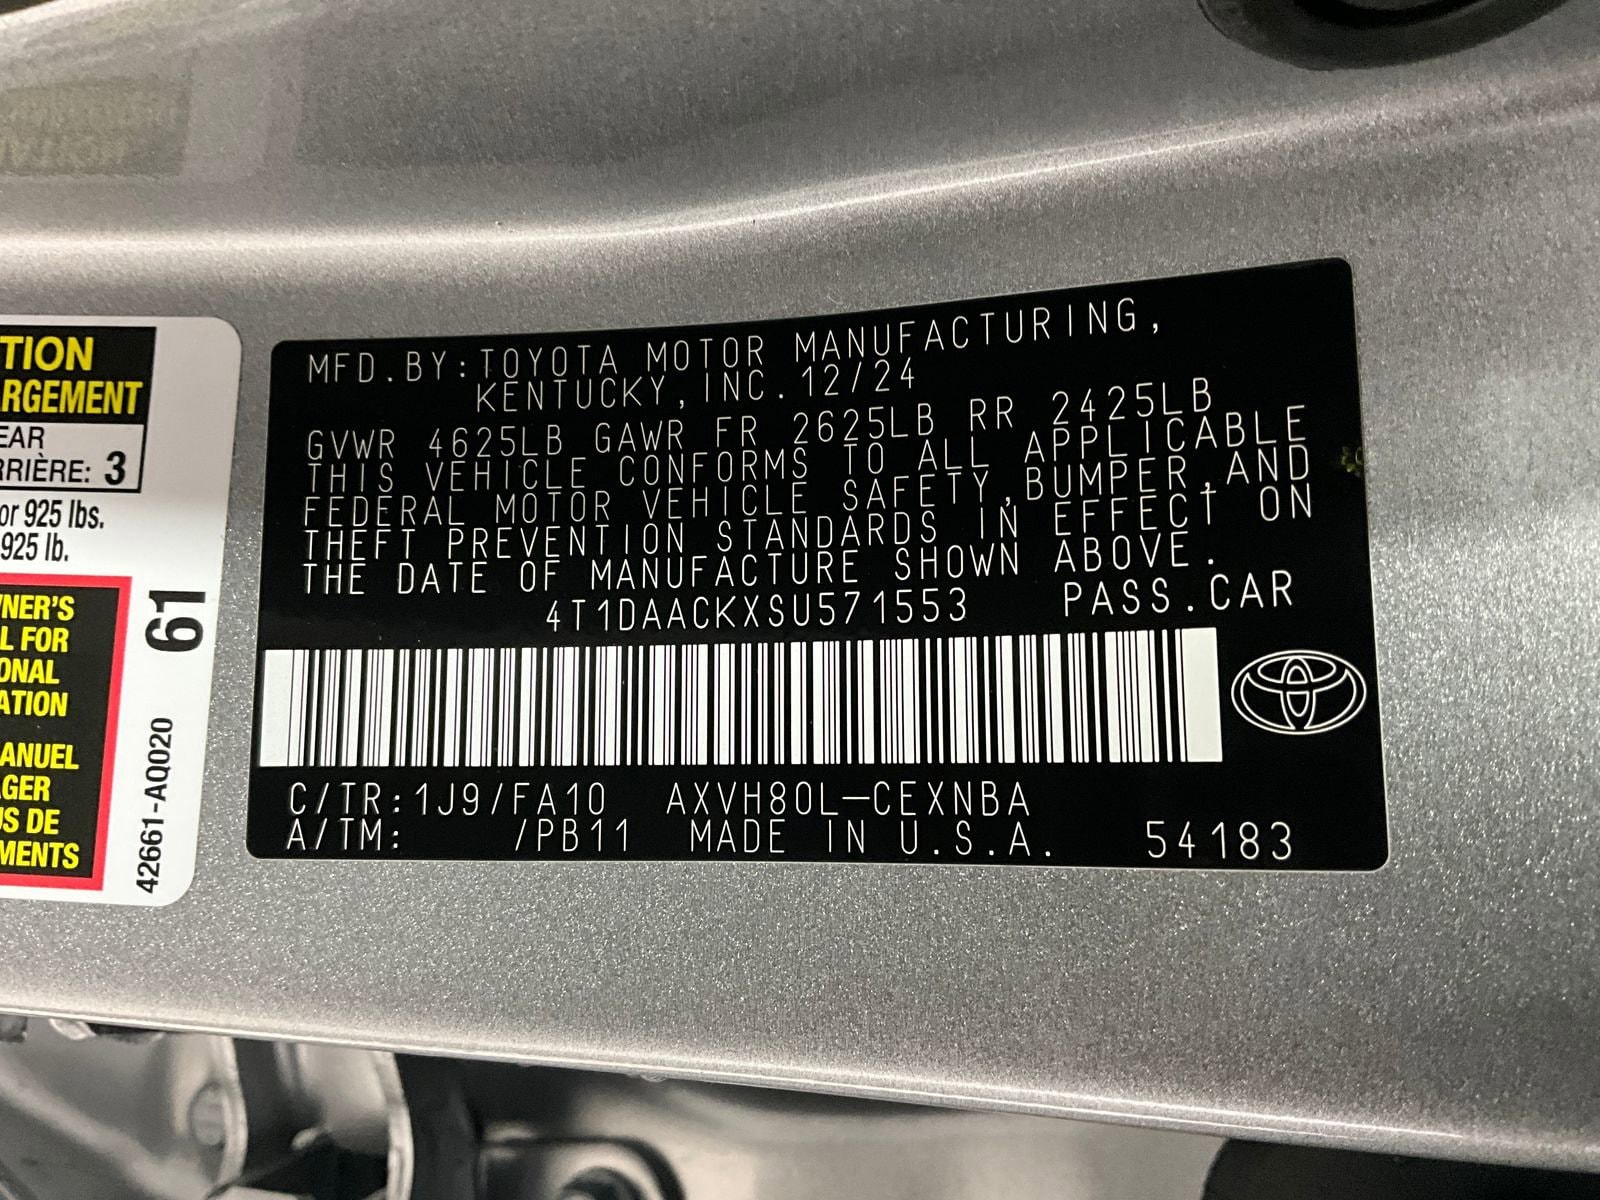 TION
RGEMENT
EAR
RRIÈRE: 3
or 925 lbs.
925 lb.
WNER'S
L FOR
ONAL
ATION
ANUEL
GER
US DE
MENTS
61
42661-AQ020
MFD.BY:TOYOTA MOTOR MANUFACTURING,
KENTUCKY,INC.12/24
GVWR 4625LB GAWR FR 2625LB RR 2425LB
THIS VEHICLE CONFORMS TO ALL APPLICABLE
FEDERAL MOTOR VEHICLE SAFETY,BUMPER,AND
THEFT PREVENTION STANDARDS IN EFFECT ON
THE DATE OF MANUFACTURE SHOWN ABOVE.
4T1DAACKXSU571553 PASS.CAR
C/TR:1J9/FA10 AXVH80L-CEXNBA
A/TM: /PB11 MADE IN U.S.A. 54183